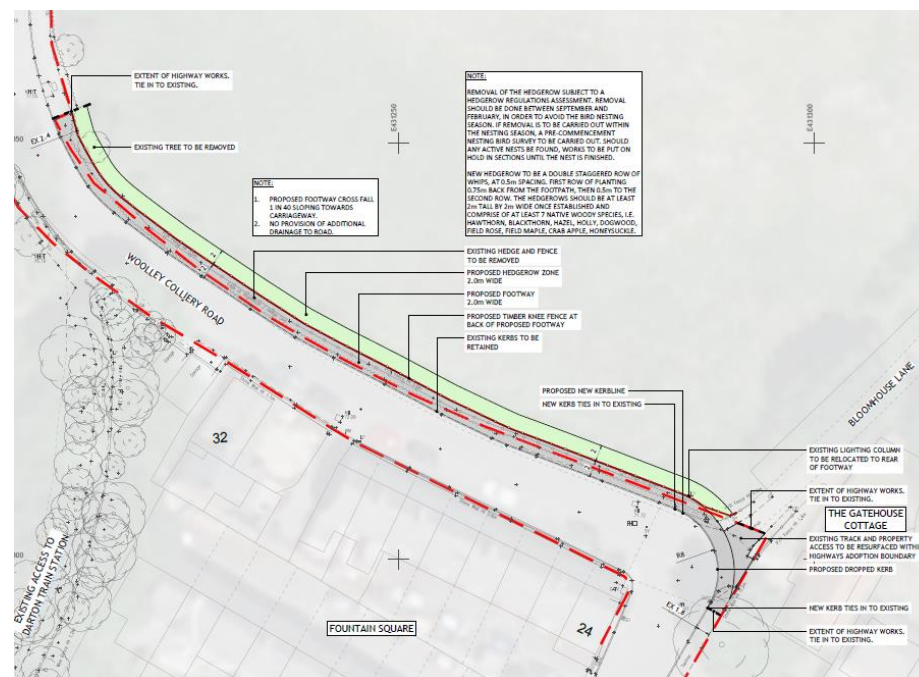 EXTENT OF HIGHWAY WORKS.
TIE IN TO EXISTING.
EX 2.4
EXISTING TREE TO BE REMOVED
NOTE:
1. PROPOSED FOOTWAY CROSS FALL
1 IN 40 SLOPING TOWARDS
CARRIAGEWAY.
2. NO PROVISION OF ADDITIONAL
DRAINAGE TO ROAD.
E431250
NOTE:
REMOVAL OF THE HEDGEROW SUBJECT TO A
HEDGEROW REGULATIONS ASSESSMENT. REMOVAL
SHOULD BE DONE BETWEEN SEPTEMBER AND
FEBRUARY, IN ORDER TO AVOID THE BIRD NESTING
SEASON. IF REMOVAL IS TO BE CARRIED OUT WITHIN
THE NESTING SEASON, A PRE-COMMENCEMENT
NESTING BIRD SURVEY TO BE CARRIED OUT. SHOULD
ANY ACTIVE NESTS BE FOUND, WORKS TO BE PUT ON
HOLD IN SECTIONS UNTIL THE NEST IS FINISHED.
NEW HEDGEROW TO BE A DOUBLE STAGGERED ROW OF
WHIPS, AT 0.5m SPACING. FIRST ROW OF PLANTING
0.75m BACK FROM THE FOOTPATH, THEN 0.5m TO THE
SECOND ROW. THE HEDGEROWS SHOULD BE AT LEAST
2m TALL BY 2m WIDE ONCE ESTABLISHED AND
COMPRISE OF AT LEAST 7 NATIVE WOODY SPECIES, I.E.
HAWTHORN, BLACKTHORN, HAZEL, HOLLY, DOGWOOD,
FIELD ROSE, FIELD MAPLE, CRAB APPLE, HONEYSUCKLE.
E431300
WOOLLEY COLLIERY ROAD
2
2
EXISTING HEDGE AND FENCE
TO BE REMOVED
PROPOSED HEDGEROW ZONE
2.0m WIDE
PROPOSED FOOTWAY
2.0m WIDE
PROPOSED TIMBER KNEE FENCE AT
BACK OF PROPOSED FOOTWAY
EXISTING KERBS TO BE
RETAINED
PROPOSED NEW KERBLINE
NEW KERB TIES IN TO EXISTING
2
2
BLOOMHOUSE LANE
EXISTING LIGHTING COLUMN
TO BE RELOCATED TO REAR
OF FOOTWAY
EXTENT OF HIGHWAY WORKS.
TIE IN TO EXISTING.
THE GATEHOUSE
COTTAGE
EXISTING TRACK AND PROPERTY
ACCESS TO BE RESURFACED WITHI
HIGHWAYS ADOPTION BOUNDARY
PROPOSED DROPPED KERB
R8
EX 1.8
NEW KERB TIES IN TO EXISTING
EXTENT OF HIGHWAY WORKS.
TIE IN TO EXISTING.
32
24
FOUNTAIN SQUARE
EXISTING ACCESS TO
DARTON TRAIN STATION